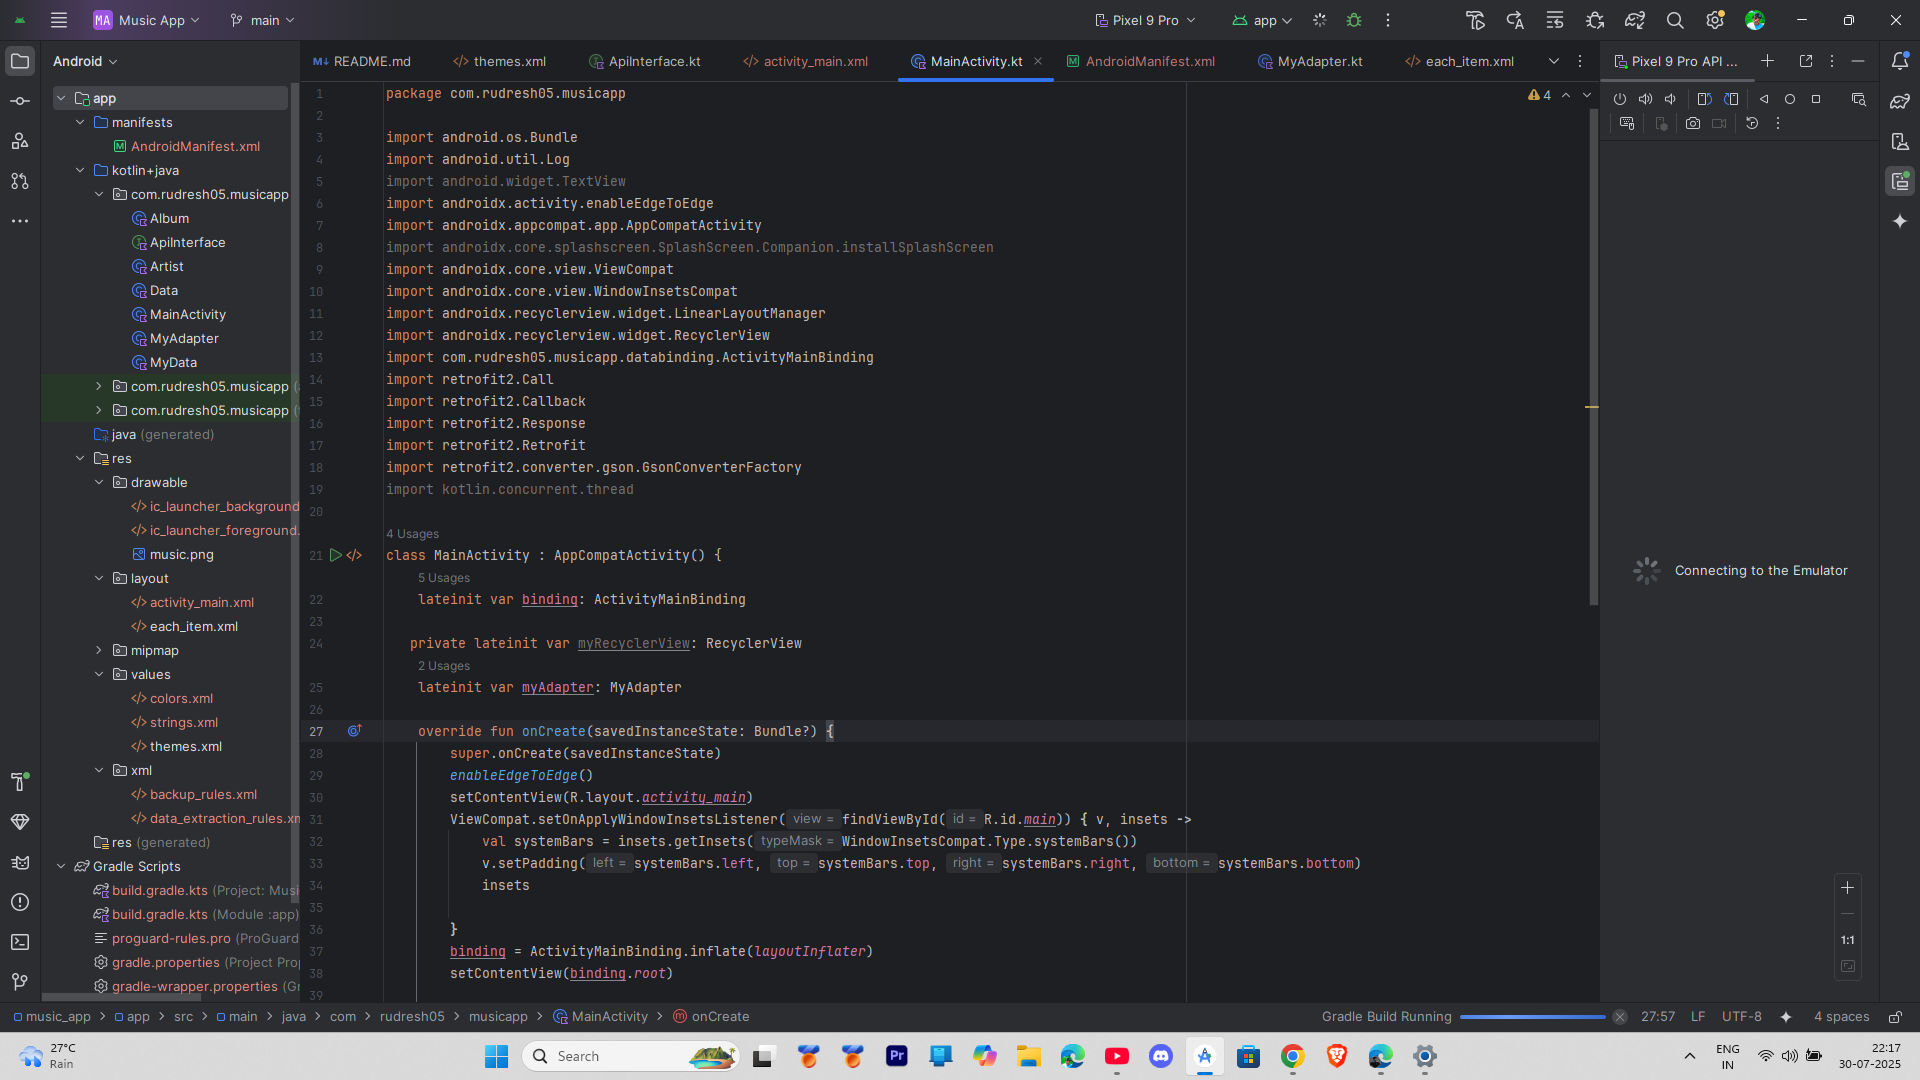 MA Music App
main
Pixel 9 Pro
app
Android
README.md
themes.xml
ApiInterface.kt
activity_main.xml
MainActivity.kt
AndroidManifest.xml
MyAdapter.kt
each_item.xml
Pixel 9 Pro API ...
app
manifests
AndroidManifest.xml
kotlin+java
com.rudresh05.musicapp
Album
ApiInterface
Artist
Data
MainActivity
MyAdapter
MyData
com.rudresh05.musicapp
com.rudresh05.musicapp
java (generated)
res
drawable
ic_launcher_background
ic_launcher_foreground.
music.png
layout
activity_main.xml
each_item.xml
mipmap
values
colors.xml
strings.xml
themes.xml
xml
backup_rules.xml
data_extraction_rules.xm
res (generated)
Gradle Scripts
build.gradle.kts (Project: Musi
build.gradle.kts (Module :app)
proguard-rules.pro (ProGuard
gradle.properties (Project Prop
gradle-wrapper.properties (Gr
4
1 package com.rudresh05.musicapp
2
3 import android.os.Bundle
4 import android.util.Log
5 import android.widget.TextView
6 import androidx.activity.enableEdgeToEdge
7 import androidx.appcompat.app.AppCompatActivity
8 import androidx.core.splashscreen.SplashScreen.Companion.installSplashScreen
9 import androidx.core.view.ViewCompat
10 import androidx.core.view.WindowInsetsCompat
11 import androidx.recyclerview.widget.LinearLayoutManager
12 import androidx.recyclerview.widget.RecyclerView
13 import com.rudresh05.musicapp.databinding.ActivityMainBinding
14 import retrofit2.Call
15 import retrofit2.Callback
16 import retrofit2.Response
17 import retrofit2.Retrofit
18 import retrofit2.converter.gson.GsonConverterFactory
19 import kotlin.concurrent.thread
20
4 Usages
21 class MainActivity : AppCompatActivity() {
5 Usages
22 lateinit var binding: ActivityMainBinding
23
24 private lateinit var myRecyclerView: RecyclerView
2 Usages
25 lateinit var myAdapter: MyAdapter
26
27 override fun onCreate(savedInstanceState: Bundle?) {
28 super.onCreate(savedInstanceState)
29 enableEdgeToEdge()
30 setContentView(R.layout.activity_main)
31 ViewCompat.setOnApplyWindowInsetsListener( view = findViewById( id = R.id.main)) { v, insets ->
32 val systemBars = insets.getInsets( typeMask = WindowInsetsCompat.Type.systemBars())
33 v.setPadding( left = systemBars.left, top = systemBars.top, right = systemBars.right, bottom = systemBars.bottom)
34 insets
35
36 }
37 binding = ActivityMainBinding.inflate(layoutInflater)
38 setContentView(binding.root)
39
Connecting to the Emulator
1:1
music_app > app > src > main > java > com > rudresh05 > musicapp > MainActivity > onCreate
Gradle Build Running
27:57 LF UTF-8 4 spaces
27°C
Rain
Search
Pr
ENG
IN
22:17
30-07-2025